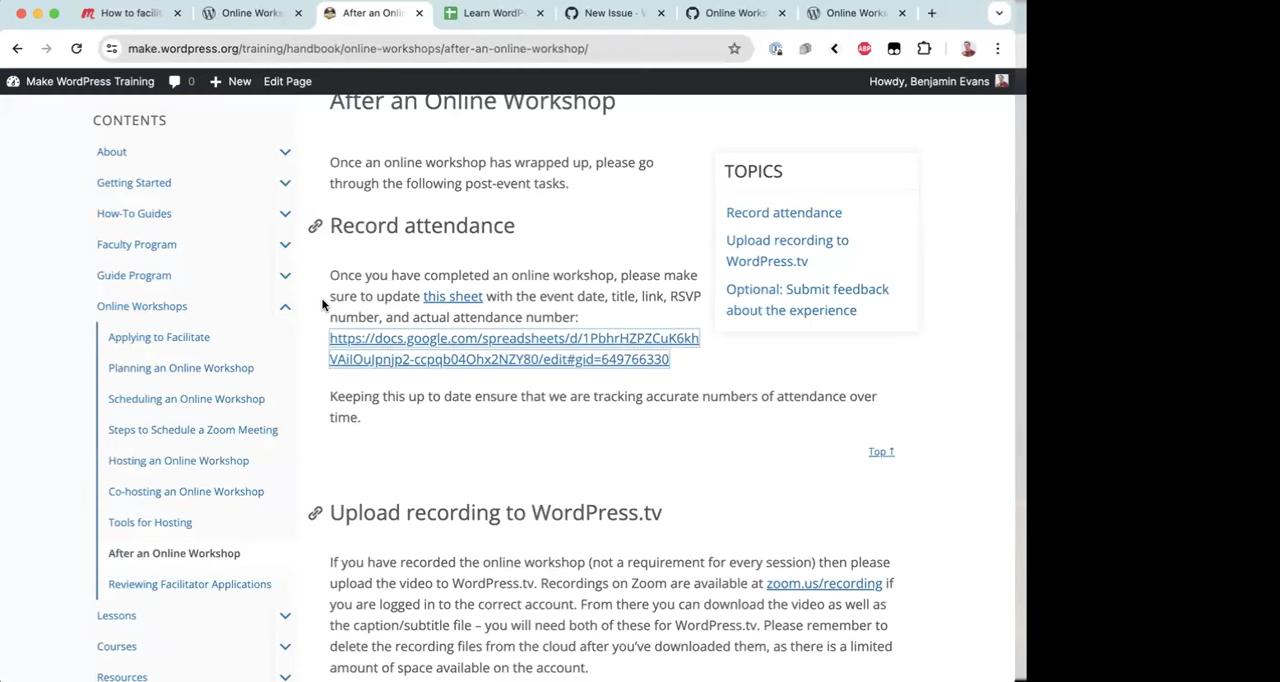 How to facilit
Online Works
After an Onli
Learn WordP
New Issue · W
Online Works
Online Works
make.wordpress.org/training/handbook/online-workshops/after-an-online-workshop/
ABP
Make WordPress Training
0
New
Edit Page
Howdy, Benjamin Evans
CONTENTS
About
Getting Started
How-To Guides
Faculty Program
Guide Program
Online Workshops
Applying to Facilitate
Planning an Online Workshop
Scheduling an Online Workshop
Steps to Schedule a Zoom Meeting
Hosting an Online Workshop
Co-hosting an Online Workshop
Tools for Hosting
After an Online Workshop
Reviewing Facilitator Applications
Lessons
Courses
Resources
After an Online Workshop
Once an online workshop has wrapped up, please go
through the following post-event tasks.
Record attendance
Once you have completed an online workshop, please make
sure to update this sheet with the event date, title, link, RSVP
number, and actual attendance number:
https://docs.google.com/spreadsheets/d/1PbhrHZPZCuK6kh
VAiIOuJpnjp2-ccpqb04Ohx2NZY80/edit#gid=649766330
Keeping this up to date ensure that we are tracking accurate numbers of attendance over
time.
Top ↑
Upload recording to WordPress.tv
If you have recorded the online workshop (not a requirement for every session) then please
upload the video to WordPress.tv. Recordings on Zoom are available at zoom.us/recording if
you are logged in to the correct account. From there you can download the video as well as
the caption/subtitle file – you will need both of these for WordPress.tv. Please remember to
delete the recording files from the cloud after you've downloaded them, as there is a limited
amount of space available on the account.
TOPICS
Record attendance
Upload recording to
WordPress.tv
Optional: Submit feedback
about the experience